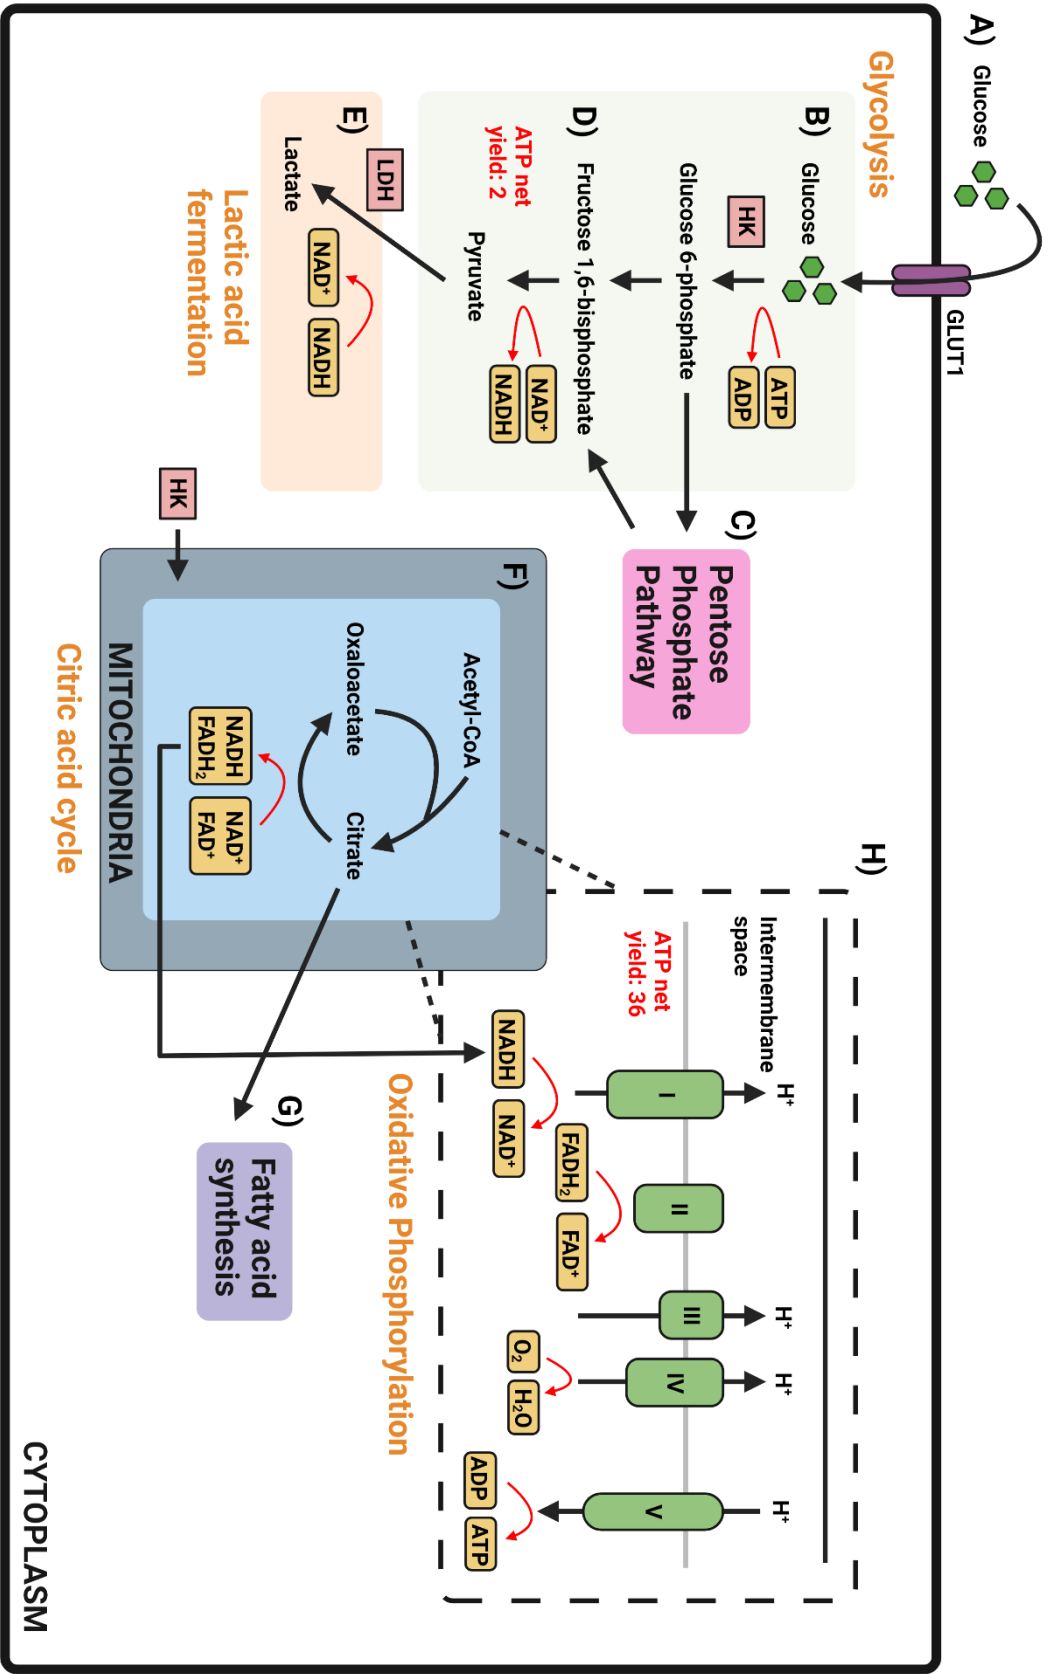 A)
Glucose
GLUT1
Glycolysis
B)
Glucose
HK
ATP
ADP
Glucose 6-phosphate
C)
Pentose
Phosphate
Pathway
D)
Fructose 1,6-bisphosphate
ATP net
yield: 2
NAD⁺
NADH
Pyruvate
E)
LDH
Lactate
NAD⁺
NADH
Lactic acid
fermentation
HK
F)
Acetyl-CoA
Oxaloacetate
Citrate
NADH
FADH₂
NAD⁺
FAD⁺
MITOCHONDRIA
Citric acid cycle
G)
Fatty acid
synthesis
H)
Intermembrane
space
ATP net
yield: 36
H⁺
H⁺
H⁺
H⁺
I
II
III
IV
V
NADH
NAD⁺
FADH₂
FAD⁺
O₂
H₂O
ADP
ATP
Oxidative Phosphorylation
CYTOPLASM